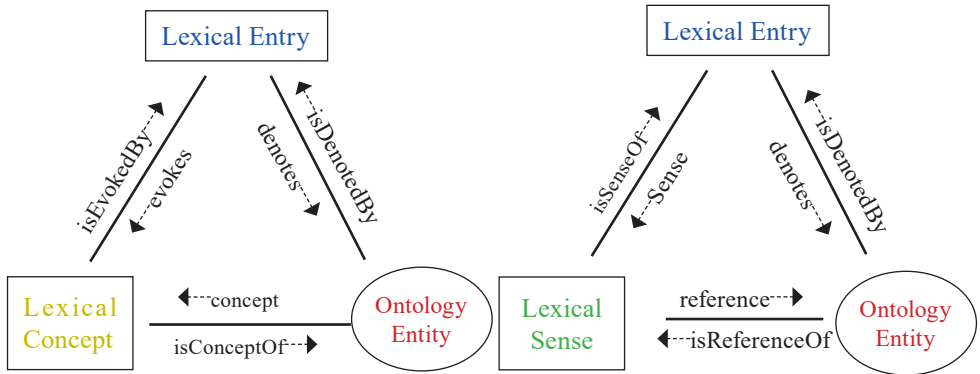 Lexical Entry
isEvokedBy
evokes
denotes
isDenotedBy
Lexical
Concept
concept
isConceptOf
Ontology
Entity
Lexical Entry
isSenseOf
Sense
denotes
isDenotedBy
Lexical
Sense
reference
isReferenceOf
Ontology
Entity